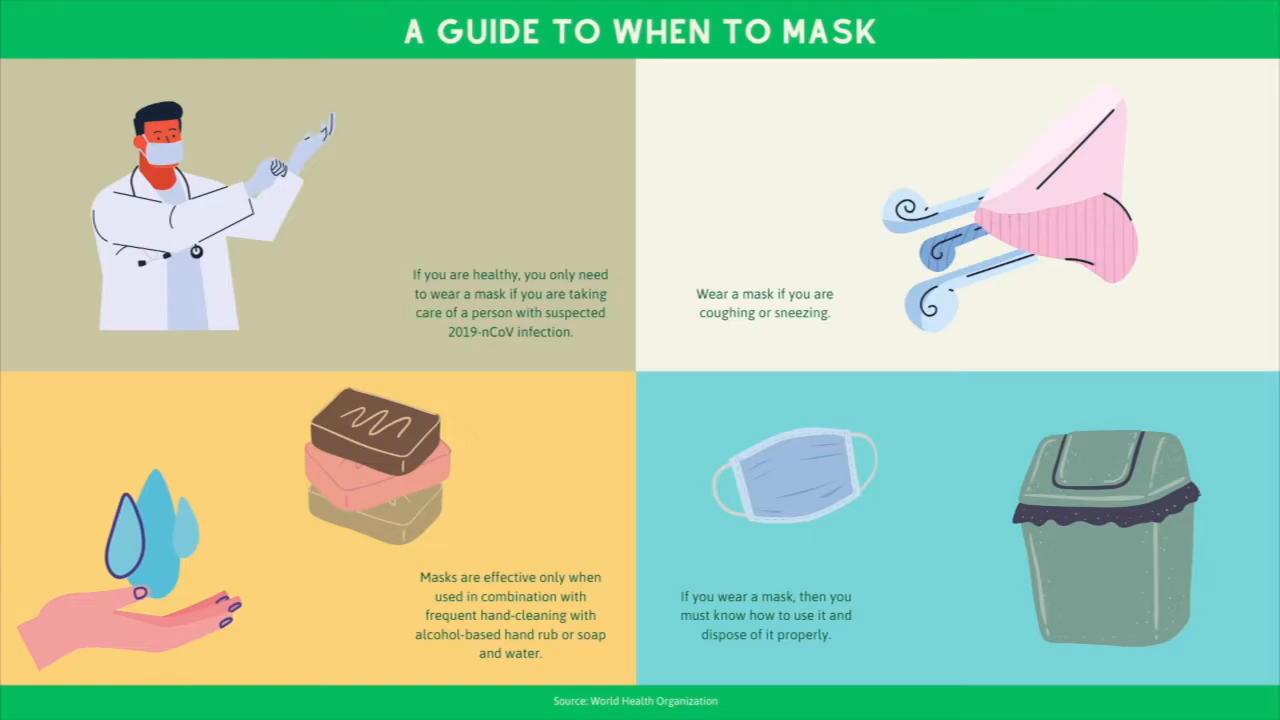 A GUIDE TO WHEN TO MASK
If you are healthy, you only need
to wear a mask if you are taking
care of a person with suspected
2019-nCoV infection.
Wear a mask if you are
coughing or sneezing.
Masks are effective only when
used in combination with
frequent hand-cleaning with
alcohol-based hand rub or soap
and water.
If you wear a mask, then you
must know how to use it and
dispose of it properly.
Source: World Health Organization